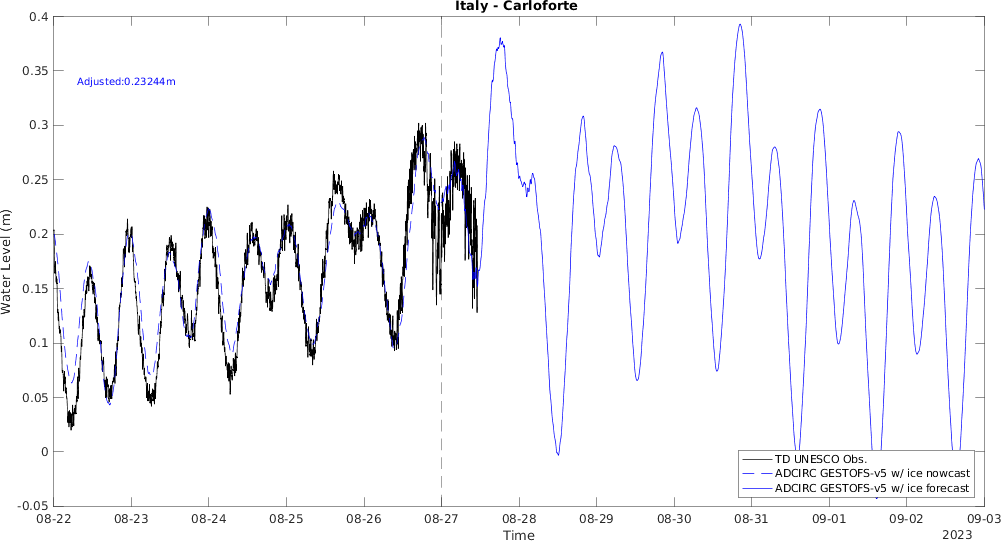 Italy - Carloforte
Water Level (m)
0.4
0.35
0.3
0.25
0.2
0.15
0.1
0.05
0
-0.05
Adjusted:0.23244m
TD UNESCO Obs.
ADCIRC GESTOFS-v5 w/ ice nowcast
ADCIRC GESTOFS-v5 w/ ice forecast
08-22 08-23 08-24 08-25 08-26 08-27 08-28 08-29 08-30 08-31 09-01 09-02 09-03
Time
2023